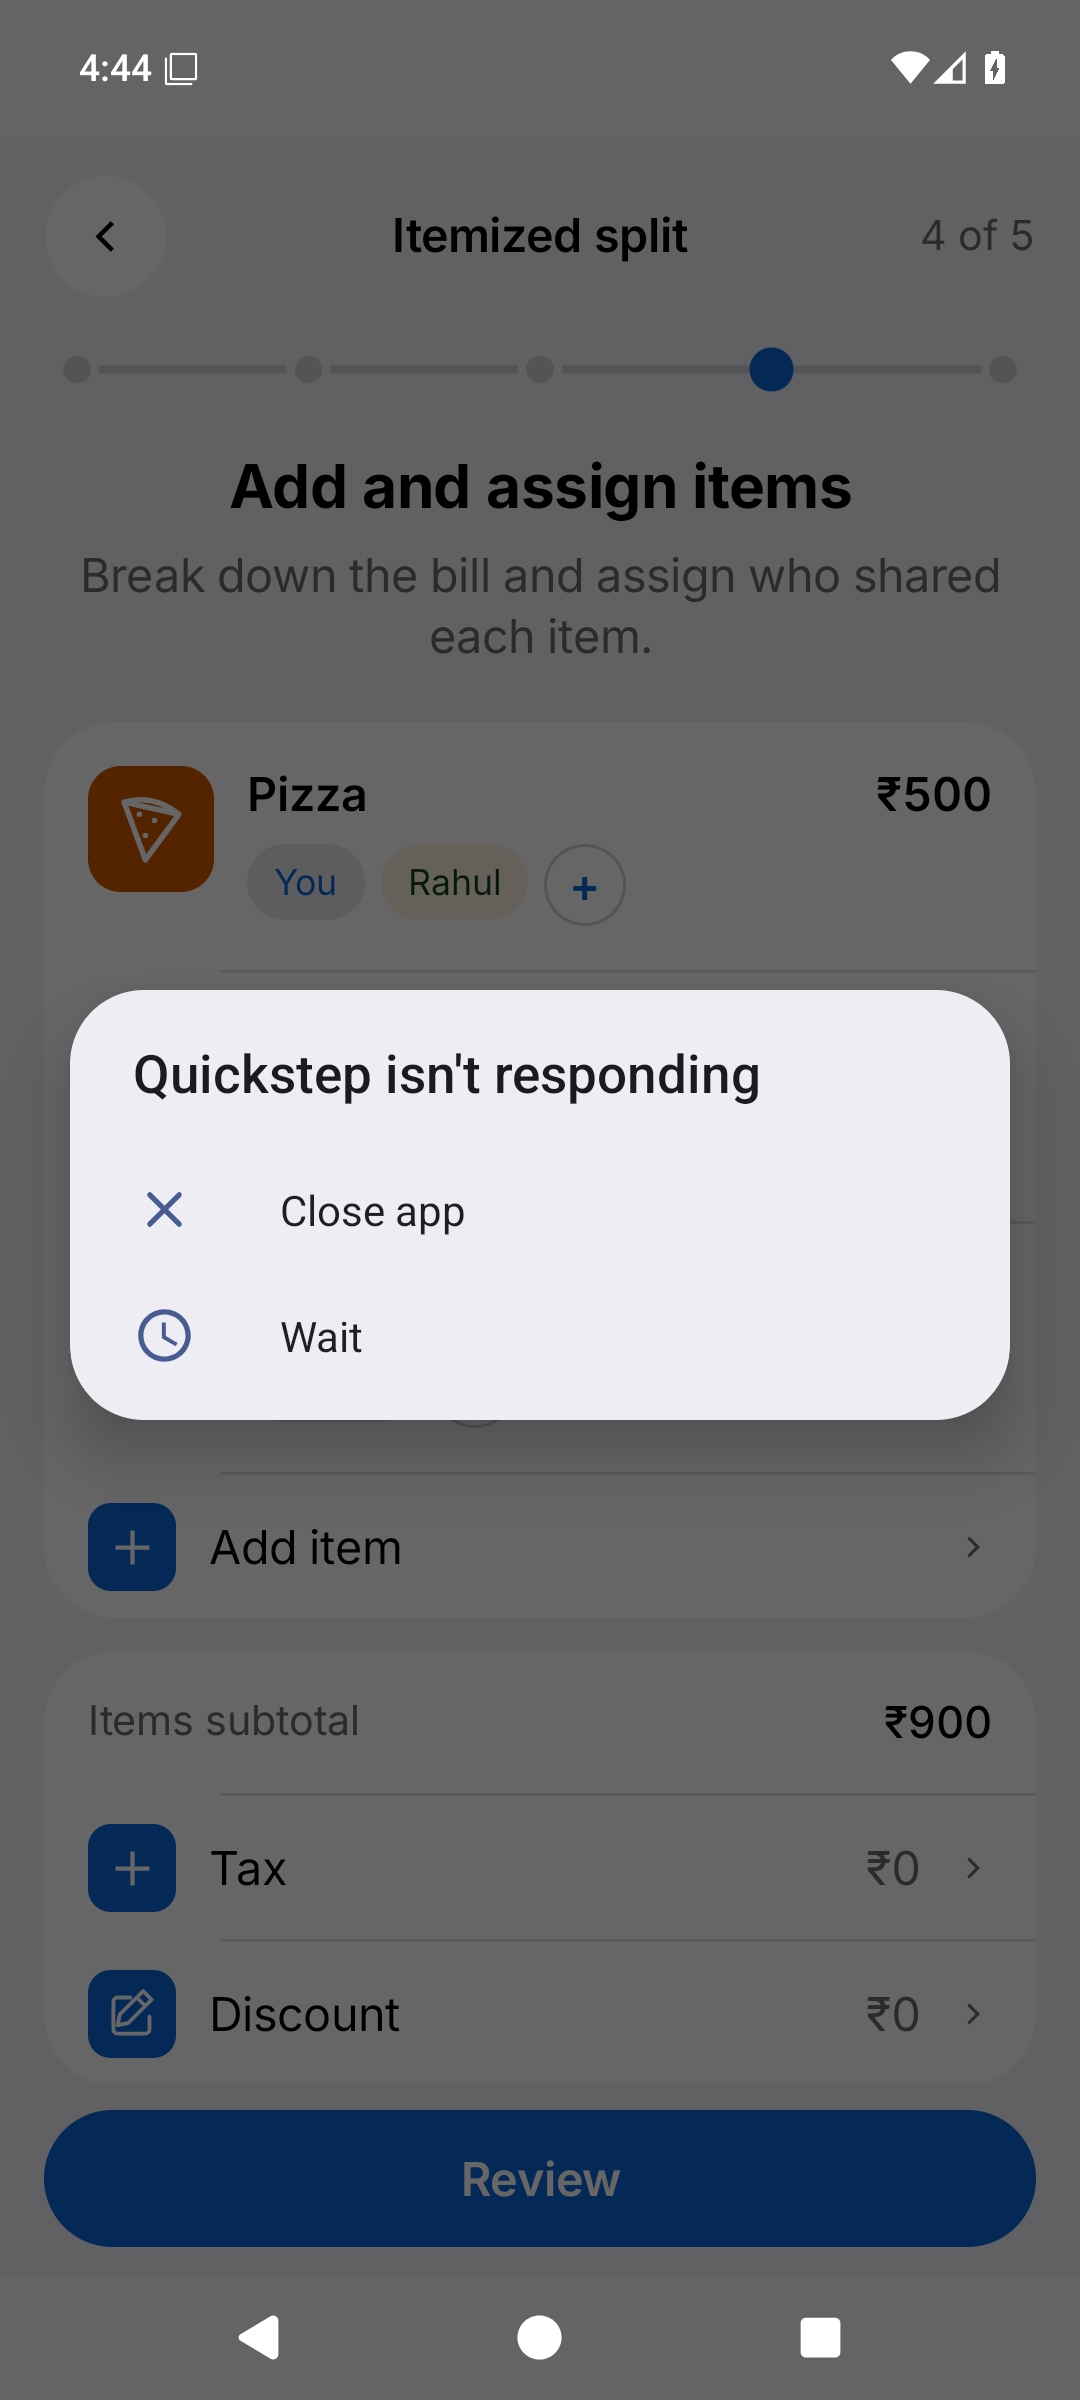 4:44
Itemized split
4 of 5
Add and assign items
Break down the bill and assign who shared
each item.
Pizza
₹500
You
Rahul
+
Quickstep isn't responding
Close app
Wait
Add item
Items subtotal
₹900
Tax
₹0
Discount
₹0
Review